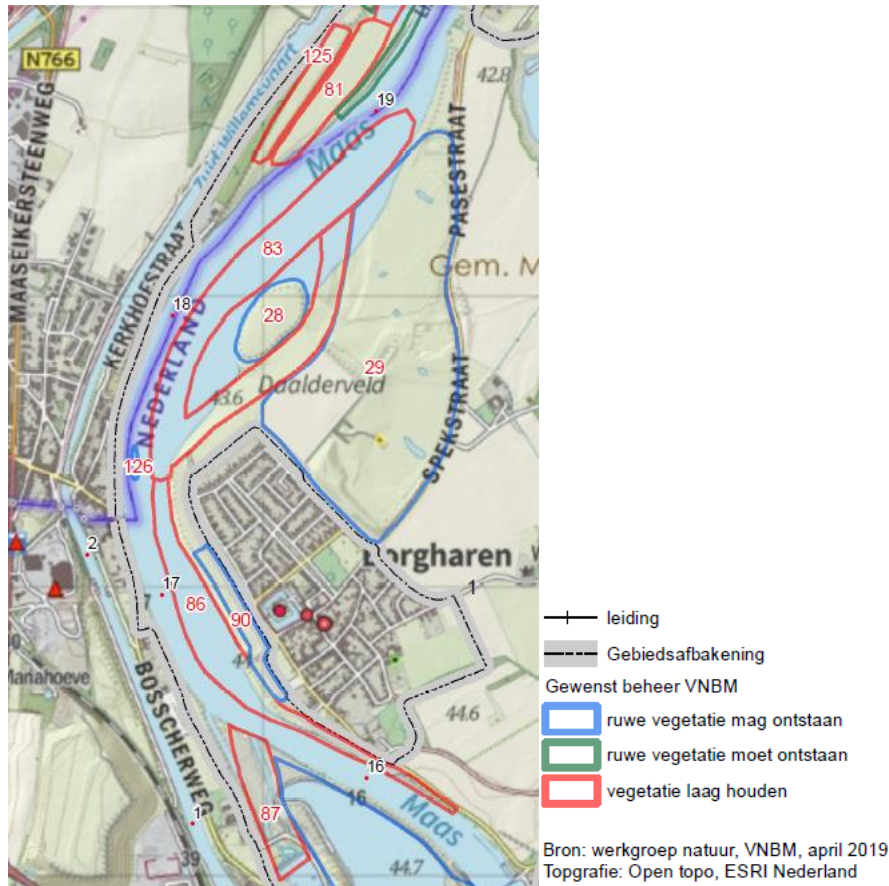 N766
125
42.8
81
19
Zuid-Willemsvaart
Maas
MAASEIKERSTEENWEG
PASESTRAAT
KERKHOFSTRAAT
83
Gem. M
18
28
NEDERLAND
29
Daalderveld
43.6
SPEKSTRAAT
126
2
Borgharen
1
17
86
90
Mariahoeve
BOSSCHERWEG
44.6
16
16
Maas
87
1
39
44.7
leiding
Gebiedsafbakening
Gewenst beheer VNBM
ruwe vegetatie mag ontstaan
ruwe vegetatie moet ontstaan
vegetatie laag houden
Bron: werkgroep natuur, VNBM, april 2019
Topgrafie: Open topo, ESRI Nederland